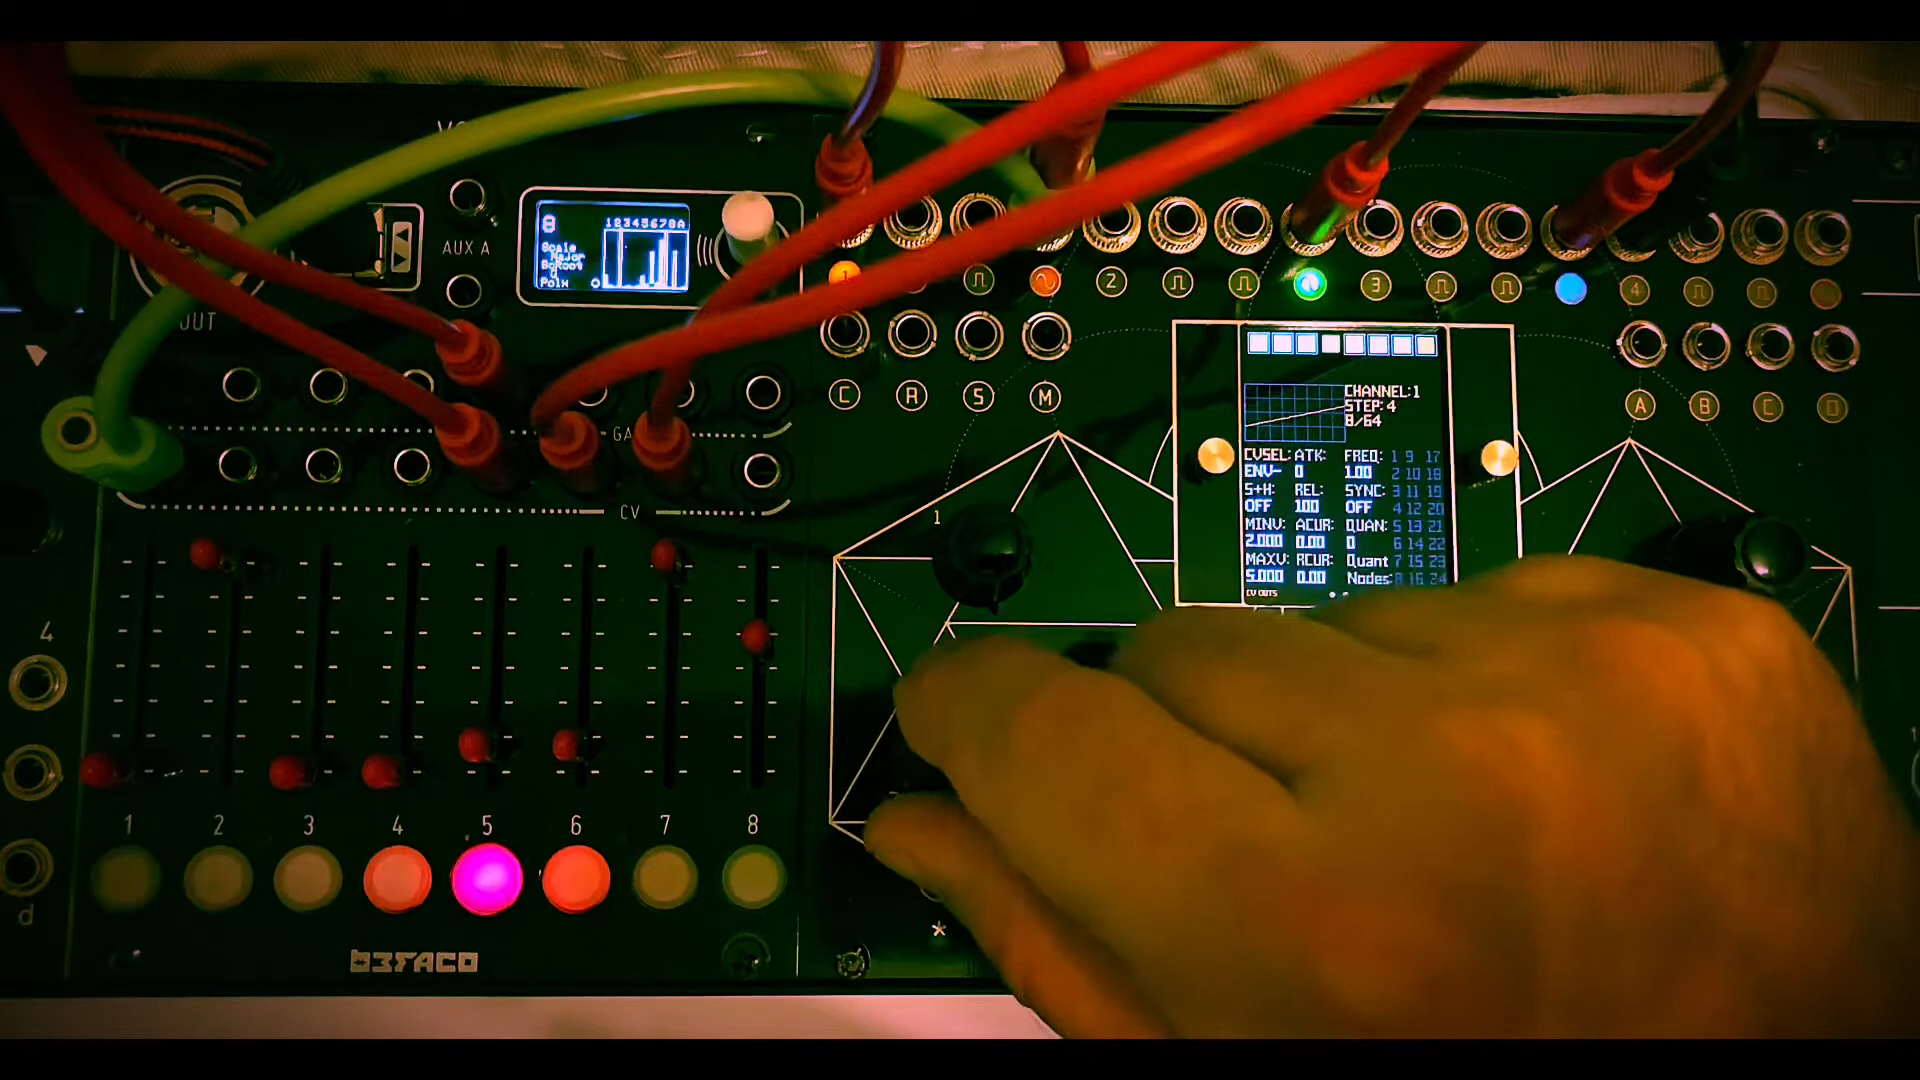 AUX A
OUT
8
12345678A
Scale
Major
1
2
3
4
C R S M
A B C D
CHANNEL:1
STEP: 4
8/64
CVSEL: ATK: FREQ: 1 9 17
ENV- 0 1.00 2 10 18
S+H: REL: SYNC: 3 11 19
OFF 100 OFF 4 12 20
MINV: ACUR: QUAN: 5 13 21
2.000 0.00 0 6 14 22
MAXV: RCUR: Quant 7 15 23
5.000 0.00 Nodes: 8 16 24
CV OUTS
GA
CV
1
4
d
1 2 3 4 5 6 7 8
*
BEFACO